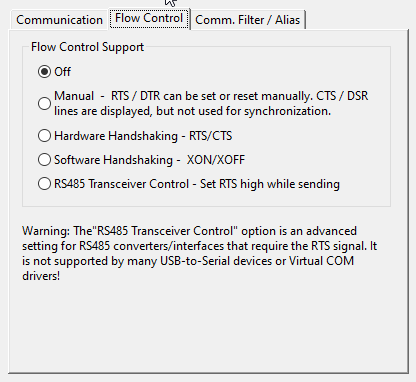 Communication Flow Control Comm. Filter / Alias
Flow Control Support
Off
Manual - RTS / DTR can be set or reset manually. CTS / DSR
lines are displayed, but not used for synchronization.
Hardware Handshaking - RTS/CTS
Software Handshaking - XON/XOFF
RS485 Transceiver Control - Set RTS high while sending
Warning: The"RS485 Transceiver Control" option is an advanced
setting for RS485 converters/interfaces that require the RTS signal. It
is not supported by many USB-to-Serial devices or Virtual COM
drivers!